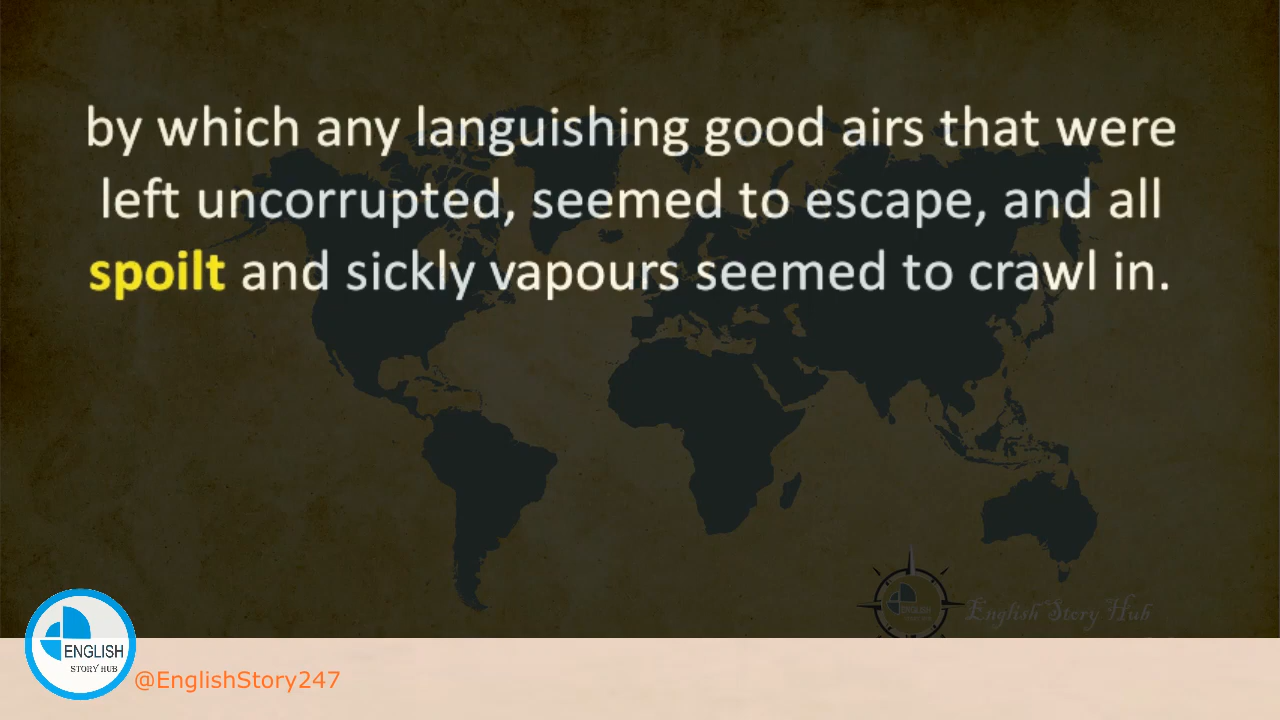 by which any languishing good airs that were
left uncorrupted, seemed to escape, and all
spoilt and sickly vapours seemed to crawl in.
English Story Hub
ENGLISH
STORY HUB
@EnglishStory247